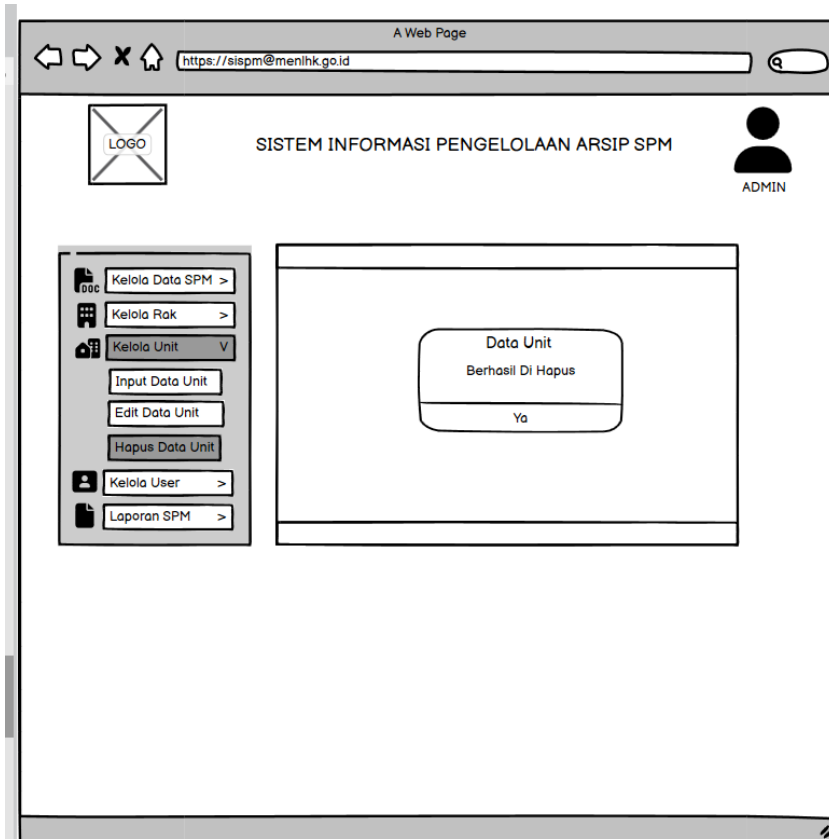 A Web Page
https://sispm@menlhk.go.id
LOGO
SISTEM INFORMASI PENGELOLAAN ARSIP SPM
ADMIN
DOC
Kelola Data SPM >
Kelola Rak >
Kelola Unit V
Input Data Unit
Edit Data Unit
Hapus Data Unit
Kelola User >
Laporan SPM >
Data Unit
Berhasil Di Hapus
Ya